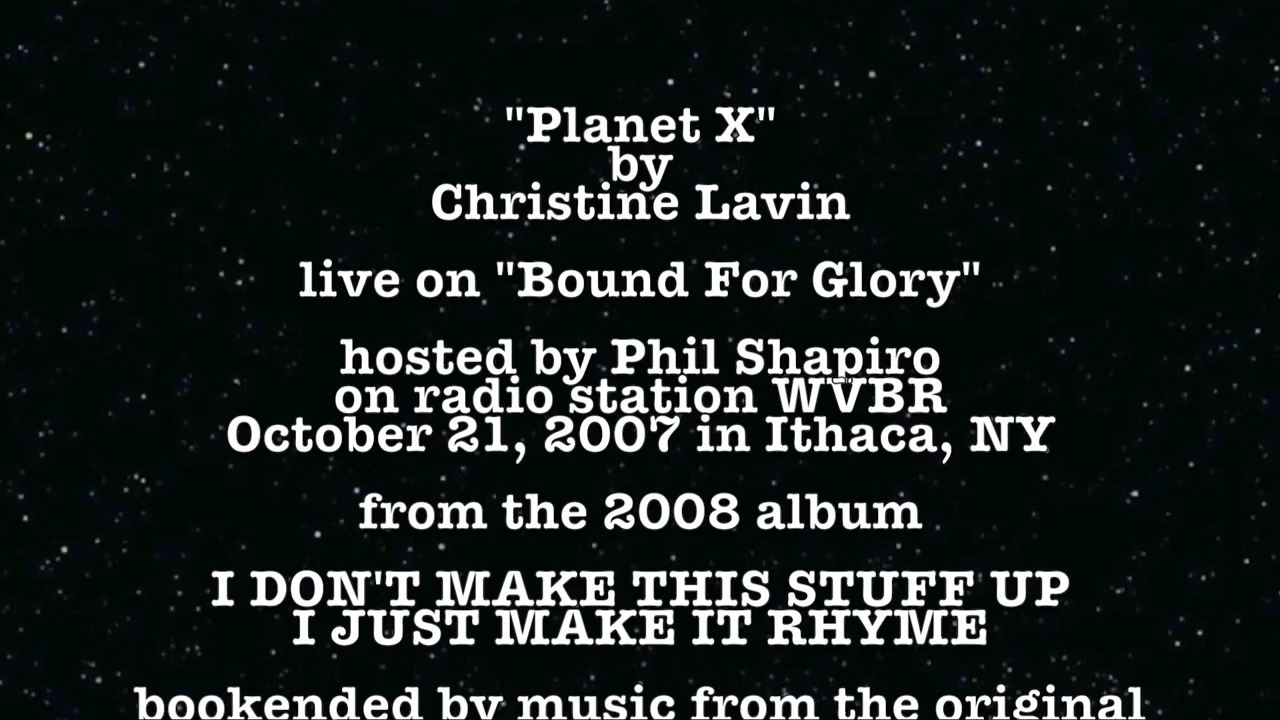 "Planet X"
by
Christine Lavin
live on "Bound For Glory"
hosted by Phil Shapiro
on radio station WVBR
October 21, 2007 in Ithaca, NY
from the 2008 album
I DON'T MAKE THIS STUFF UP
I JUST MAKE IT RHYME
bookended by music from the original